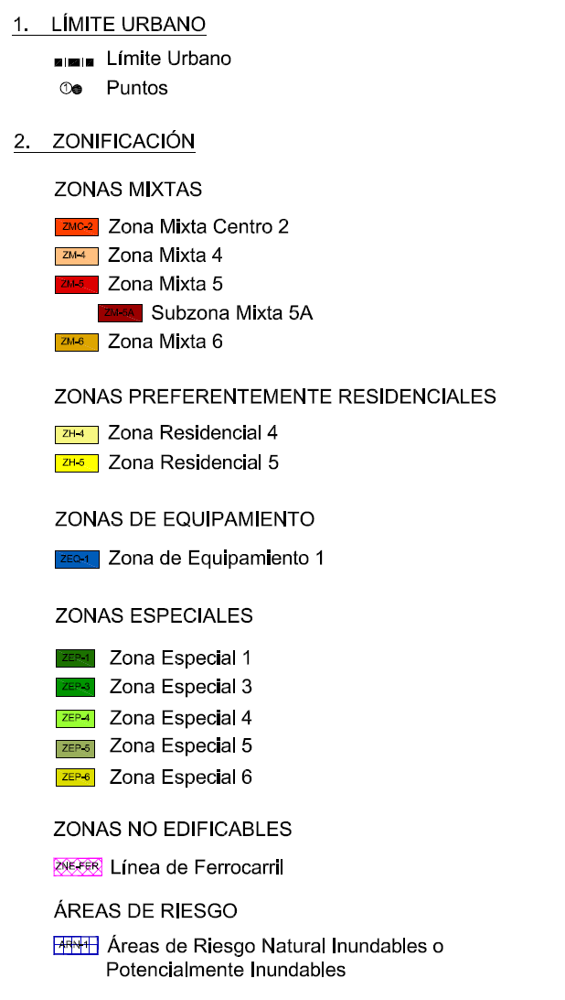 1. LÍMITE URBANO
Límite Urbano
1 Puntos
2. ZONIFICACIÓN
ZONAS MIXTAS
ZMC-2 Zona Mixta Centro 2
ZM-4 Zona Mixta 4
ZM-5 Zona Mixta 5
ZM-5A Subzona Mixta 5A
ZM-6 Zona Mixta 6
ZONAS PREFERENTEMENTE RESIDENCIALES
ZH-4 Zona Residencial 4
ZH-5 Zona Residencial 5
ZONAS DE EQUIPAMIENTO
ZEQ-1 Zona de Equipamiento 1
ZONAS ESPECIALES
ZEP-1 Zona Especial 1
ZEP-3 Zona Especial 3
ZEP-4 Zona Especial 4
ZEP-5 Zona Especial 5
ZEP-6 Zona Especial 6
ZONAS NO EDIFICABLES
ZNE-FER Línea de Ferrocarril
ÁREAS DE RIESGO
ARN-1 Áreas de Riesgo Natural Inundables o
Potencialmente Inundables